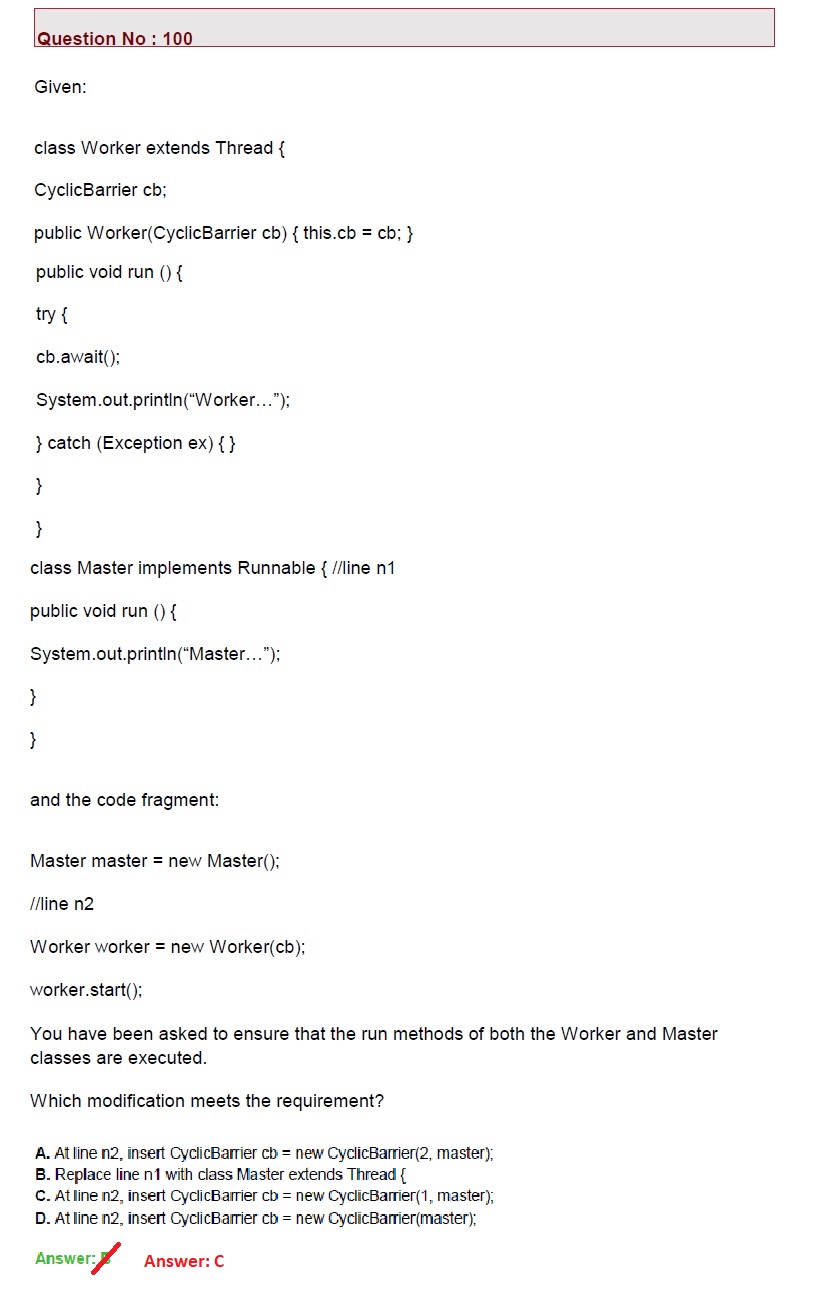 Question No : 100
Given:
class Worker extends Thread {
CyclicBarrier cb;
public Worker(CyclicBarrier cb) { this.cb = cb; }
public void run () {
try {
cb.await();
System.out.println(“Worker…”);
} catch (Exception ex) { }
}
}
class Master implements Runnable { //line n1
public void run () {
System.out.println(“Master…”);
}
}
and the code fragment:
Master master = new Master();
//line n2
Worker worker = new Worker(cb);
worker.start();
You have been asked to ensure that the run methods of both the Worker and Master
classes are executed.
Which modification meets the requirement?
A. At line n2, insert CyclicBarrier cb = new CyclicBarrier(2, master);
B. Replace line n1 with class Master extends Thread {
C. At line n2, insert CyclicBarrier cb = new CyclicBarrier(1, master);
D. At line n2, insert CyclicBarrier cb = new CyclicBarrier(master);
Answer: Answer: C